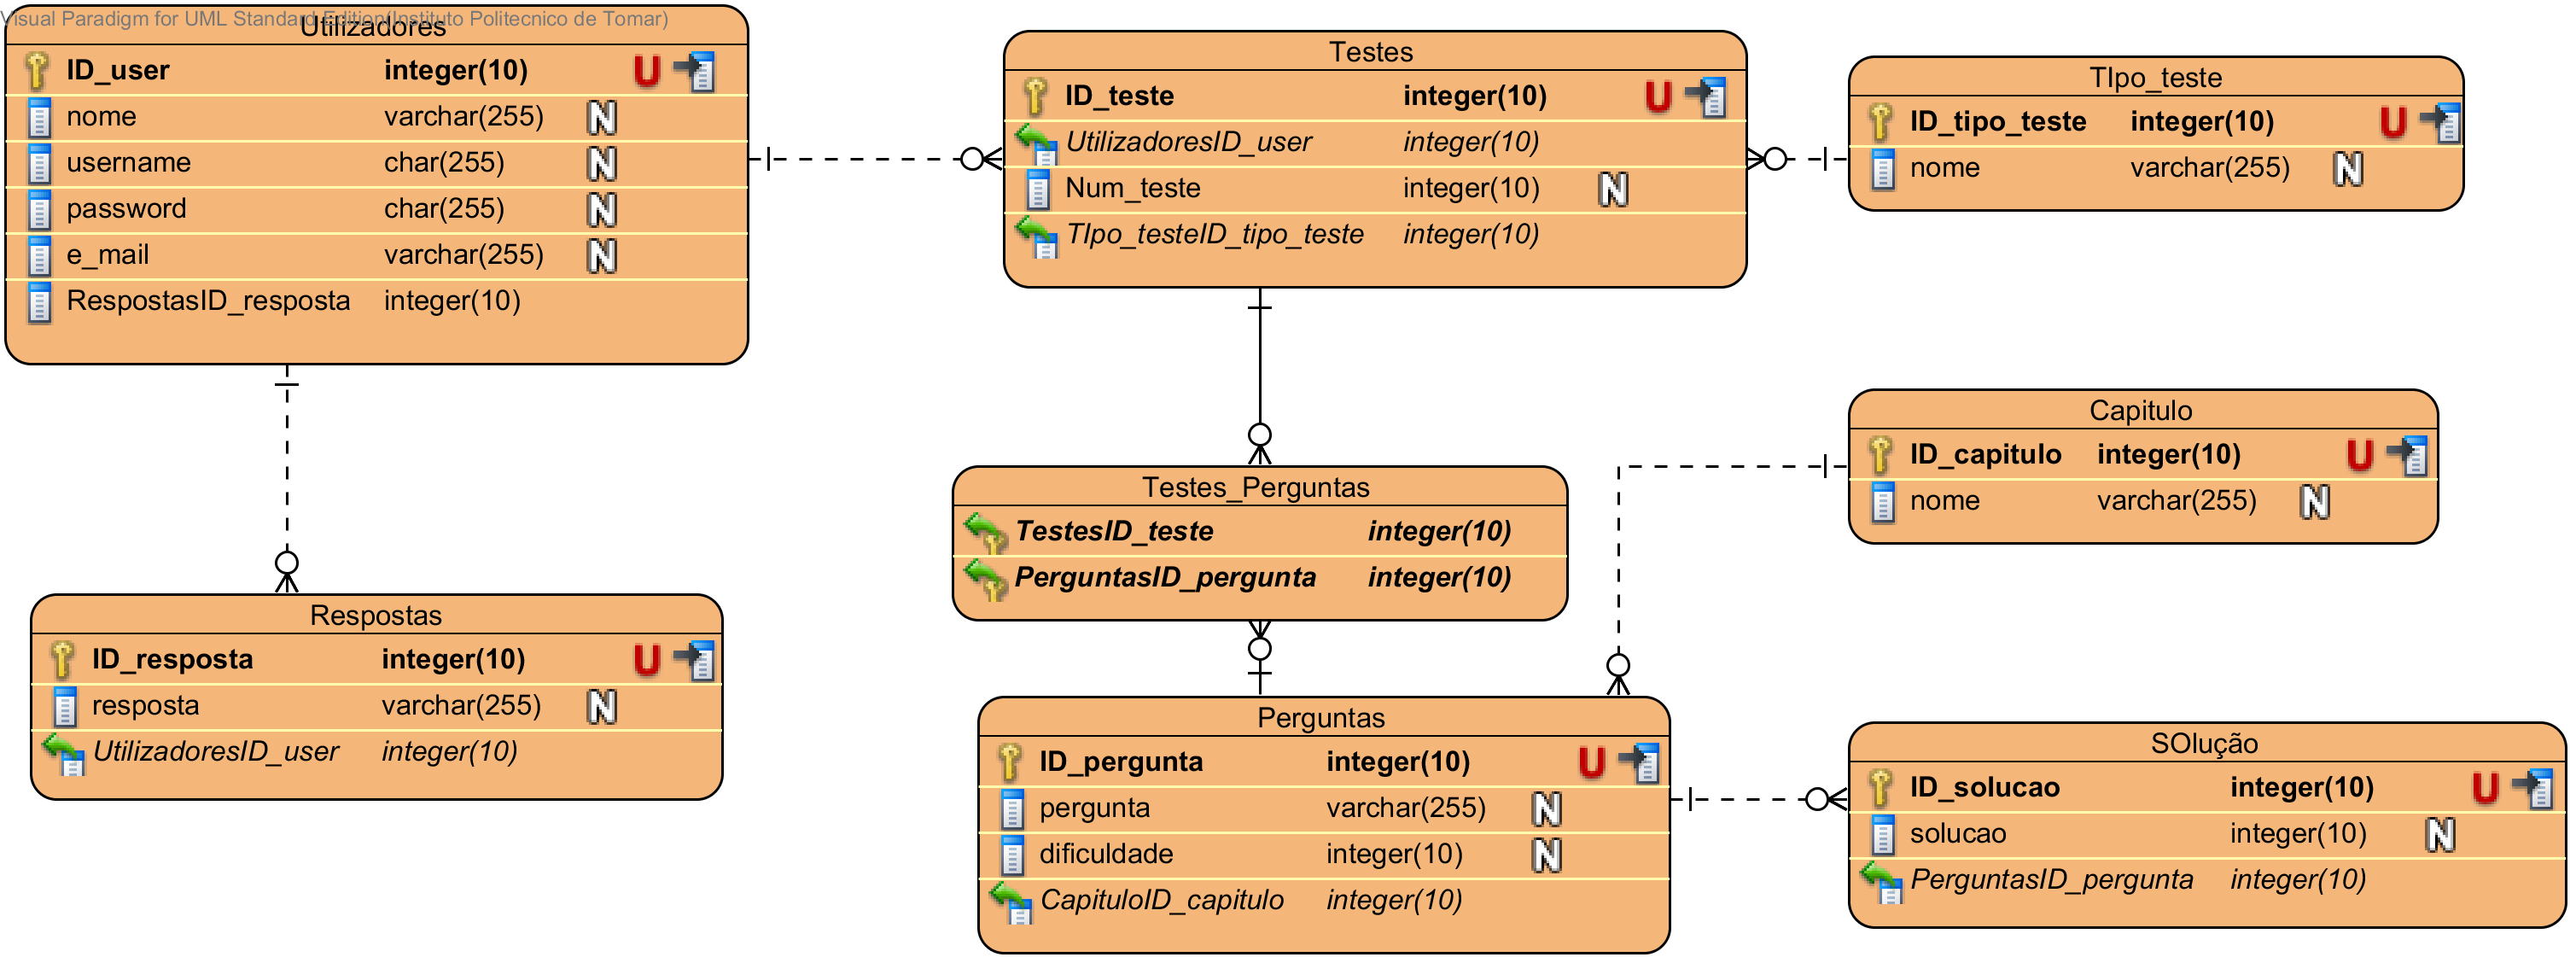 Visual Paradigm for UML Standard Edition(Instituto Politecnico de Tomar)
Utilizadores
ID_user integer(10) U
nome varchar(255) N
username char(255) N
password char(255) N
e_mail varchar(255) N
RespostasID_resposta integer(10)
Testes
ID_teste integer(10) U
UtilizadoresID_user integer(10)
Num_teste integer(10) N
TIpo_testeID_tipo_teste integer(10)
TIpo_teste
ID_tipo_teste integer(10) U
nome varchar(255) N
Capitulo
ID_capitulo integer(10) U
nome varchar(255) N
Testes_Perguntas
TestesID_teste integer(10)
PerguntasID_pergunta integer(10)
Respostas
ID_resposta integer(10) U
resposta varchar(255) N
UtilizadoresID_user integer(10)
Perguntas
ID_pergunta integer(10) U
pergunta varchar(255) N
dificuldade integer(10) N
CapituloID_capitulo integer(10)
SOlução
ID_solucao integer(10) U
solucao integer(10) N
PerguntasID_pergunta integer(10)